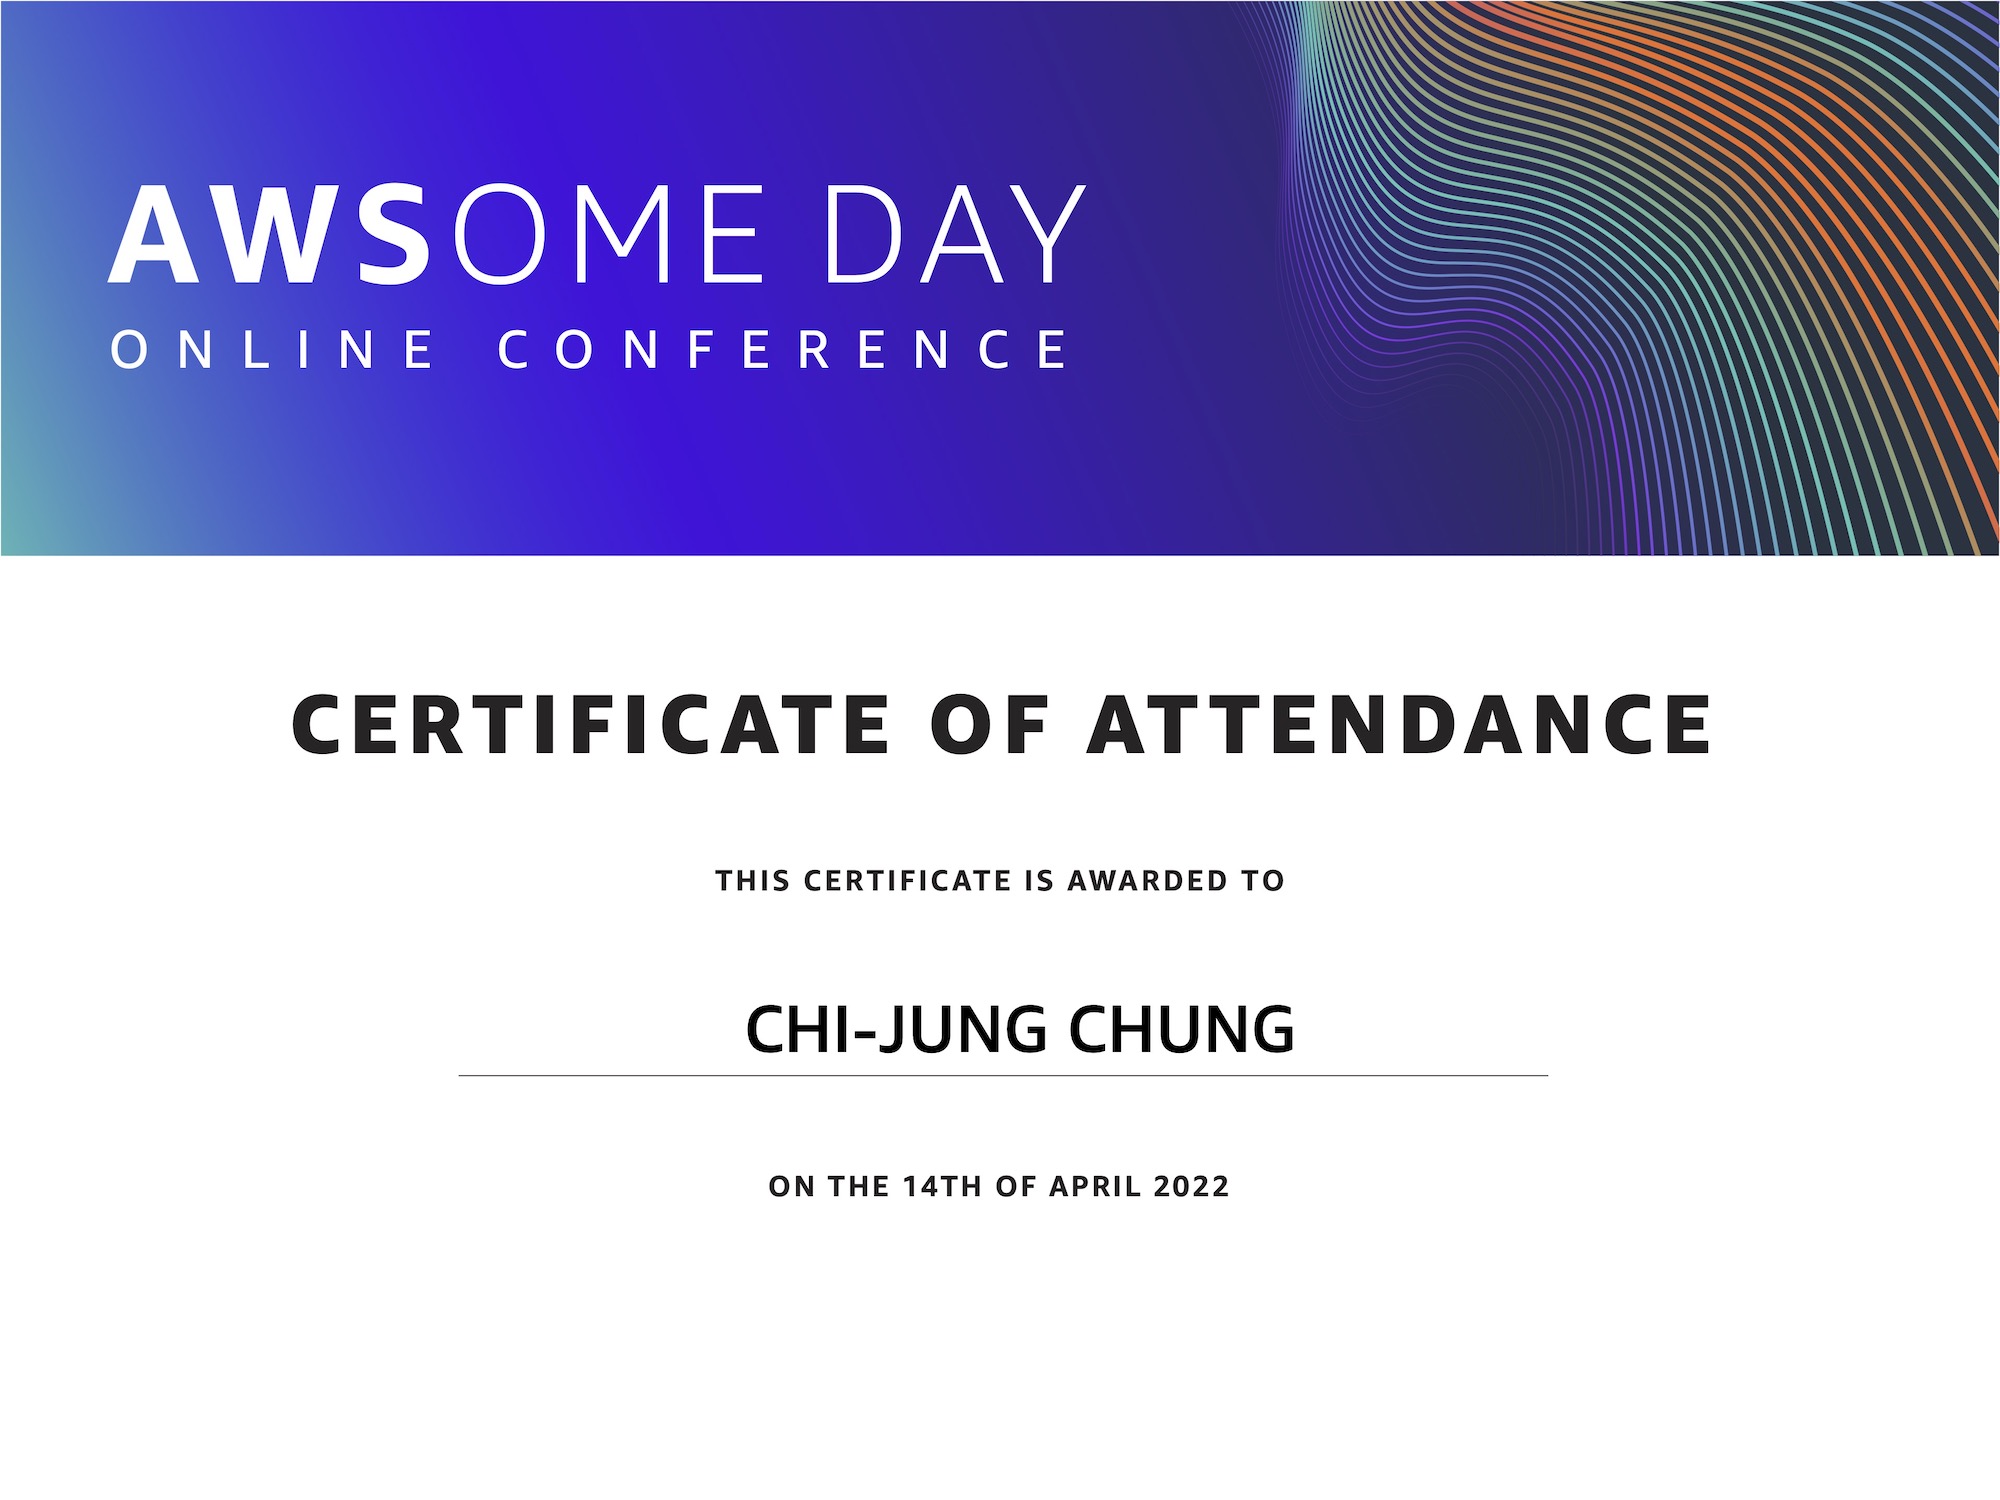 AWSOME DAY
ONLINE CONFERENCE
CERTIFICATE OF ATTENDANCE
THIS CERTIFICATE IS AWARDED TO
CHI-JUNG CHUNG
ON THE 14TH OF APRIL 2022